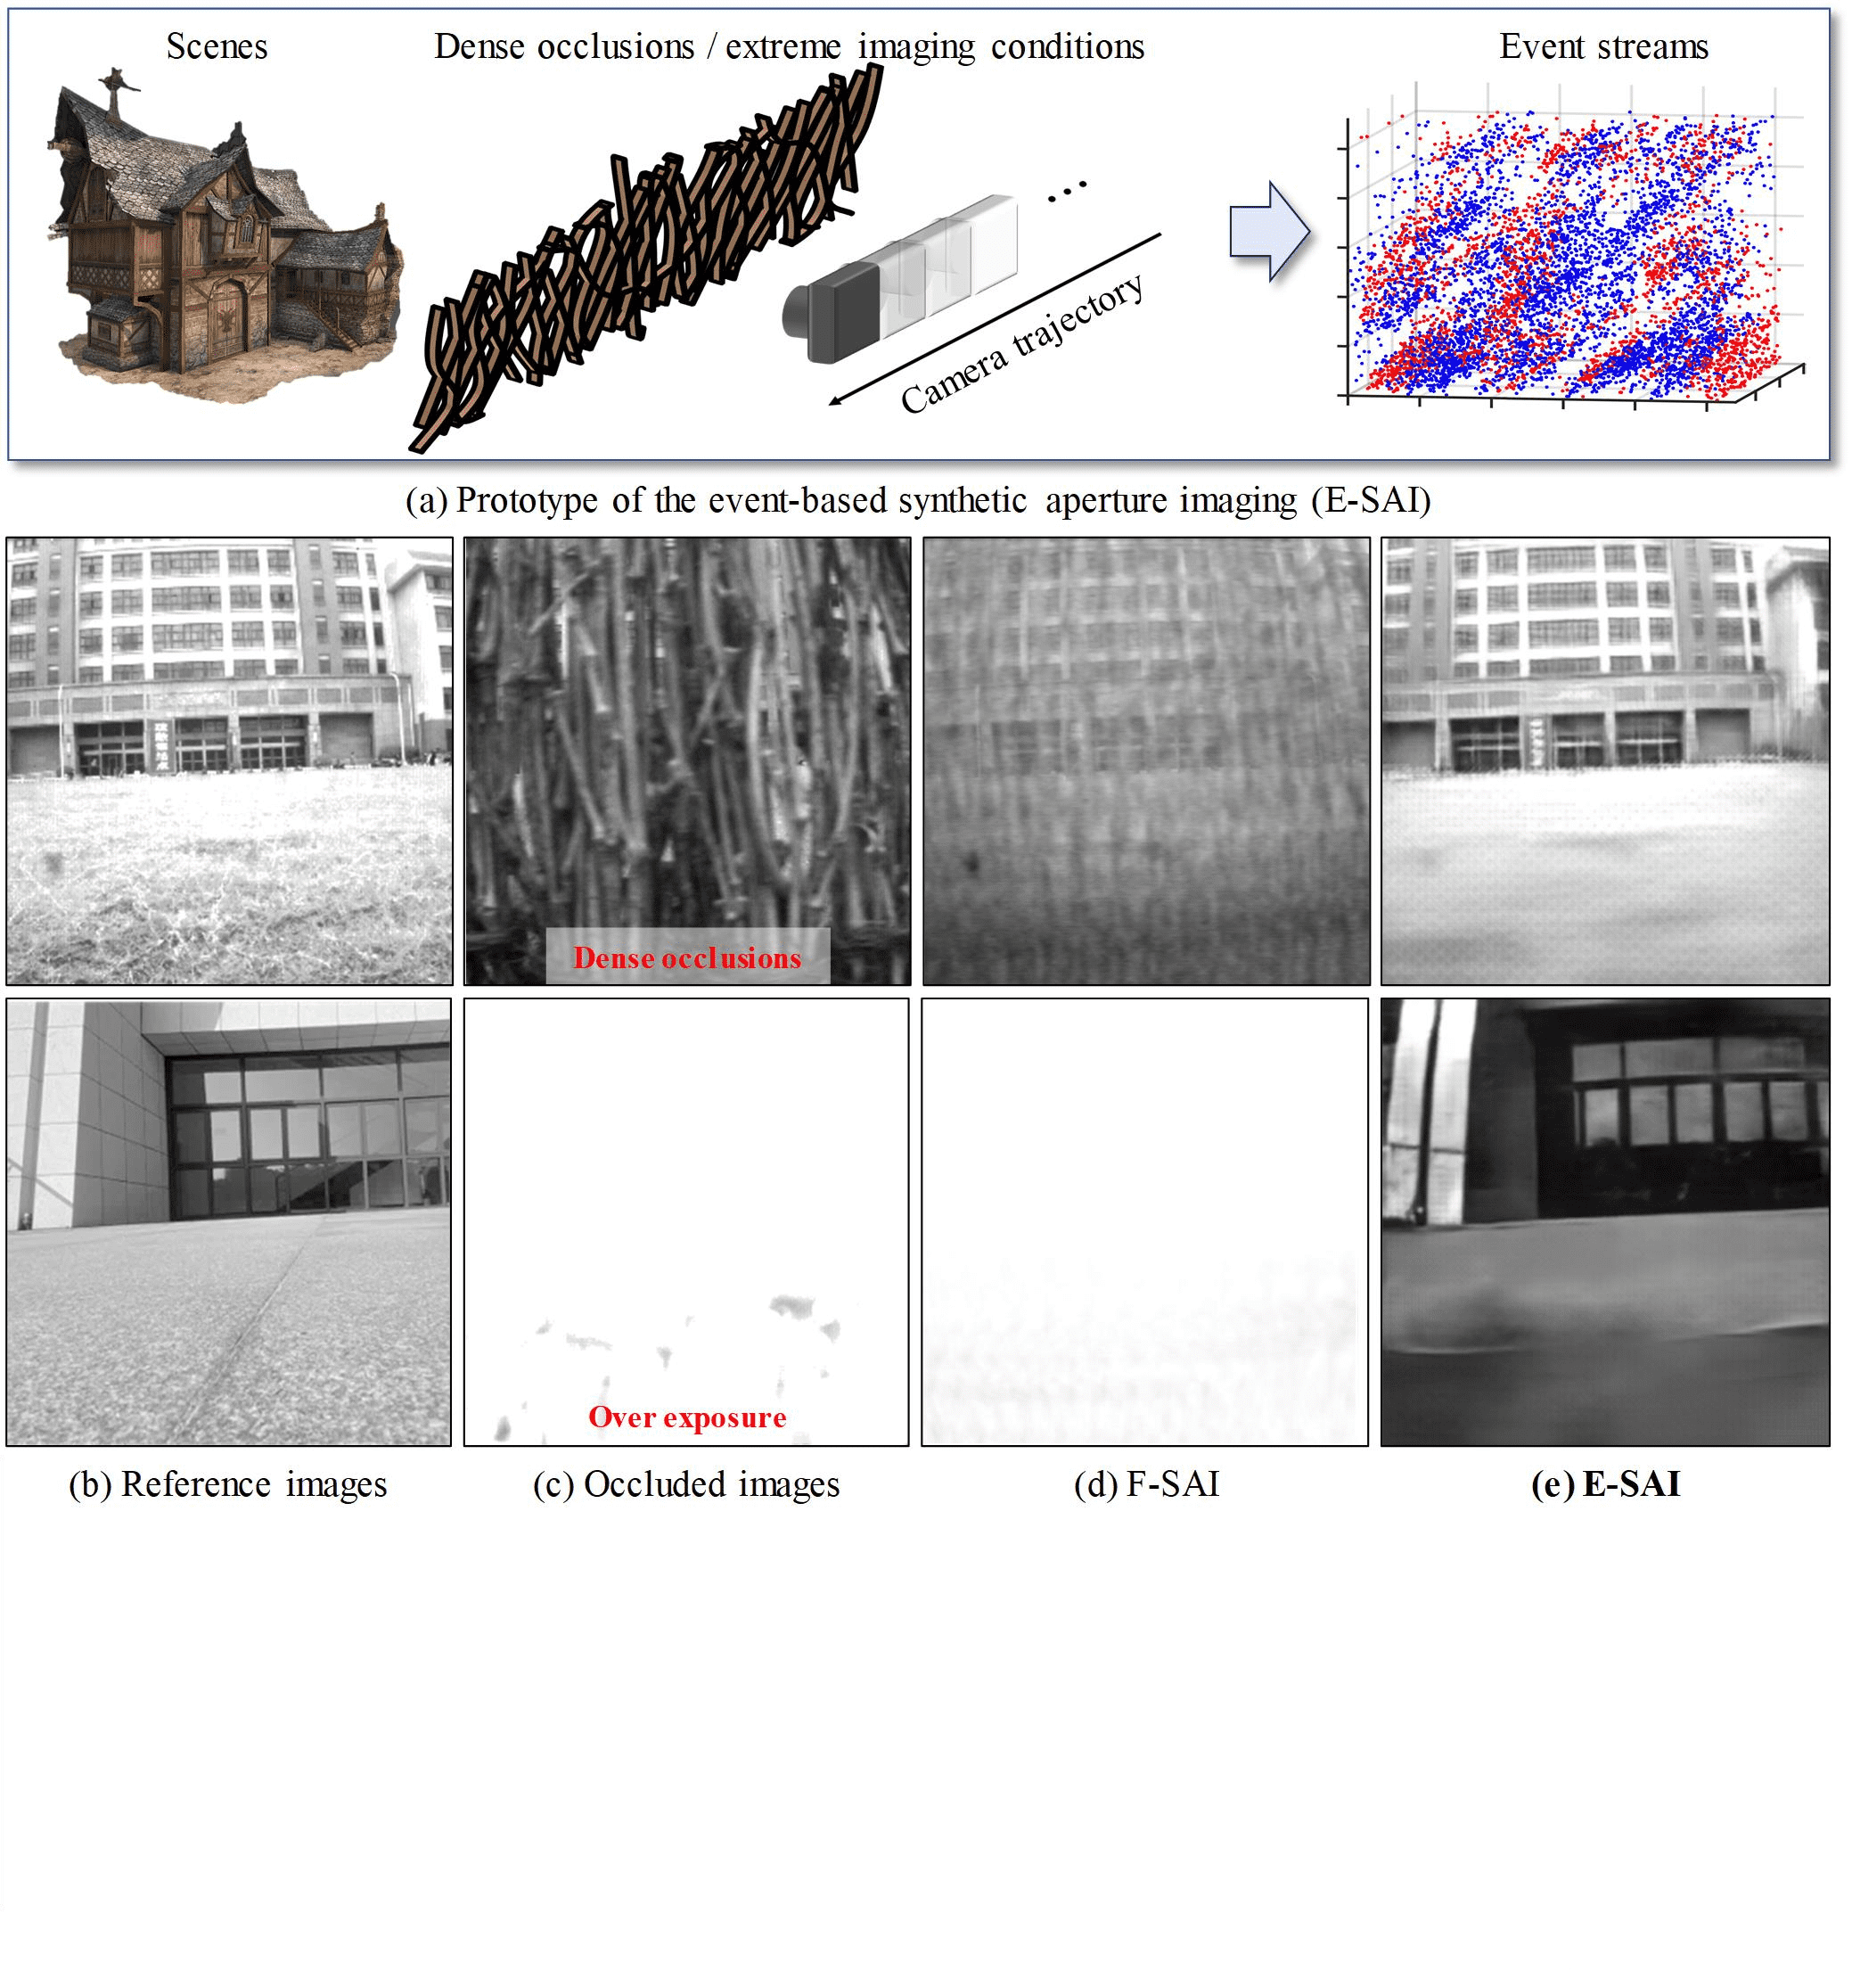 Scenes
Dense occlusions / extreme imaging conditions
Event streams
Camera trajectory
(a) Prototype of the event-based synthetic aperture imaging (E-SAI)
Dense occlusions
Over exposure
(b) Reference images
(c) Occluded images
(d) F-SAI
(e) E-SAI